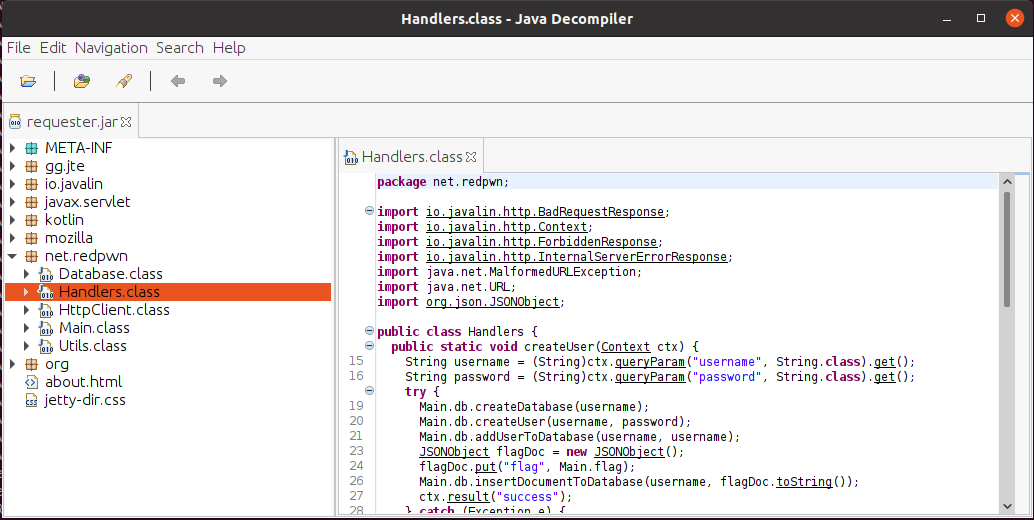 Handlers.class - Java Decompiler
File Edit Navigation Search Help
requester.jar
META-INF
gg.jte
io.javalin
javax.servlet
kotlin
mozilla
net.redpwn
Database.class
Handlers.class
HttpClient.class
Main.class
Utils.class
org
about.html
jetty-dir.css
Handlers.class
package net.redpwn;
import io.javalin.http.BadRequestResponse;
import io.javalin.http.Context;
import io.javalin.http.ForbiddenResponse;
import io.javalin.http.InternalServerErrorResponse;
import java.net.MalformedURLException;
import java.net.URL;
import org.json.JSONObject;
public class Handlers {
public static void createUser(Context ctx) {
15 String username = (String)ctx.queryParam("username", String.class).get();
16 String password = (String)ctx.queryParam("password", String.class).get();
try {
19 Main.db.createDatabase(username);
20 Main.db.createUser(username, password);
21 Main.db.addUserToDatabase(username, username);
23 JSONObject flagDoc = new JSONObject();
24 flagDoc.put("flag", Main.flag);
26 Main.db.insertDocumentToDatabase(username, flagDoc.toString());
27 ctx.result("success");
} catch (Exception e) {